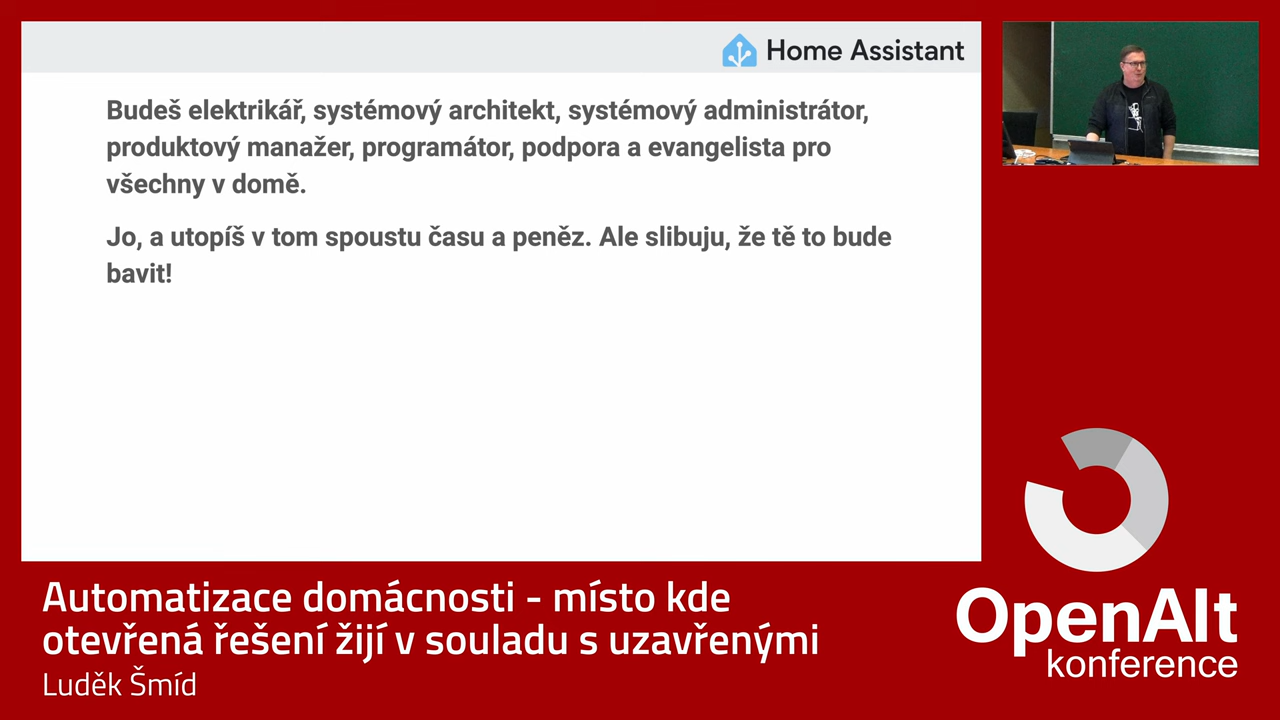 Home Assistant
Budeš elektrikář, systémový architekt, systémový administrátor,
produktový manažer, programátor, podpora a evangelista pro
všechny v domě.
Jo, a utopíš v tom spoustu času a peněz. Ale slibuju, že tě to bude
bavit!
Automatizace domácnosti - místo kde
otevřená řešení žijí v souladu s uzavřenými
Luděk Šmíd
OpenAlt
konference